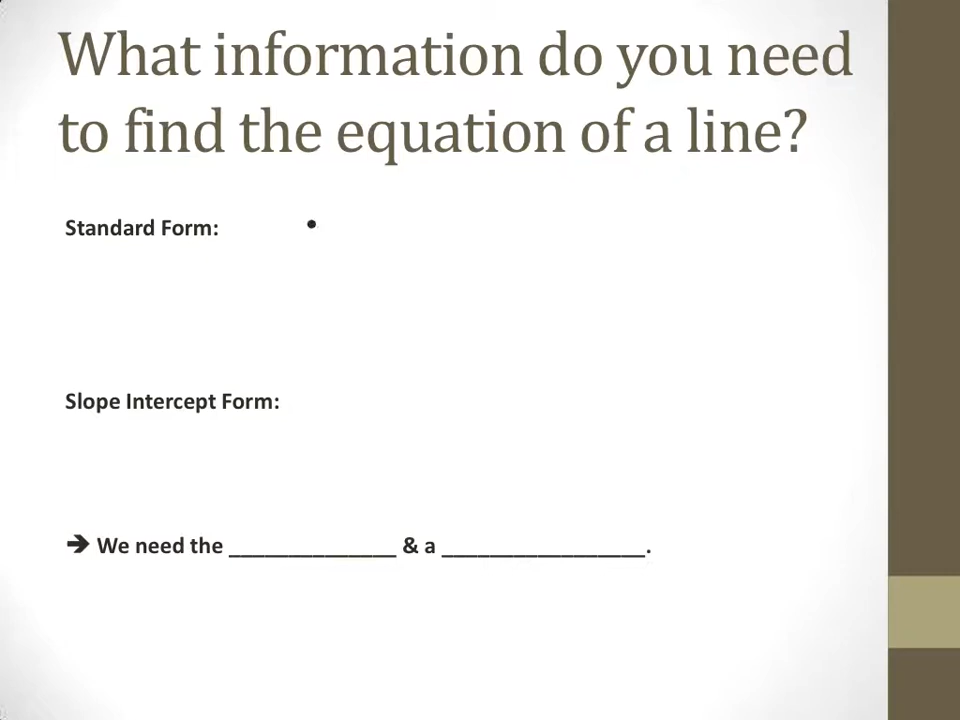 What information do you need
to find the equation of a line?
Standard Form: •
Slope Intercept Form:
➔ We need the ______________ & a _________________.